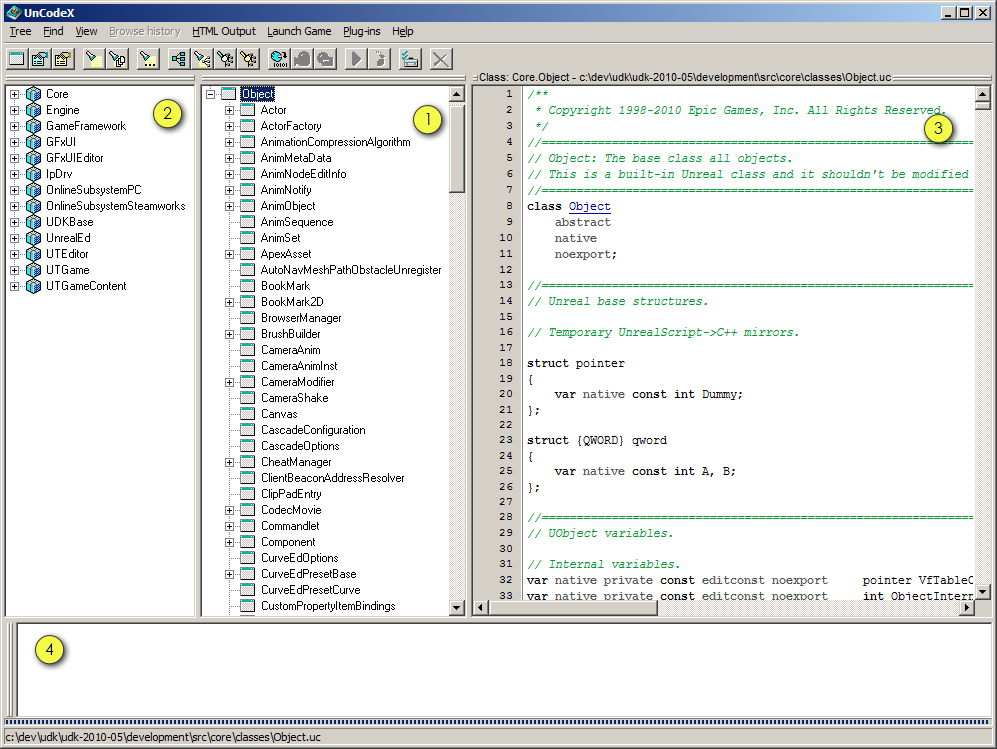 UnCodeX
Tree Find View Browse history HTML Output Launch Game Plug-ins Help
Class: Core.Object - c:\dev\udk\udk-2010-05\development\src\core\classes\Object.uc
Core
Engine
GameFramework
GFxUI
GFxUIEditor
IpDrv
OnlineSubsystemPC
OnlineSubsystemSteamworks
UDKBase
UnrealEd
UTEditor
UTGame
UTGameContent
2
Object
Actor
ActorFactory
AnimationCompressionAlgorithm
AnimMetaData
AnimNodeEditInfo
AnimNotify
AnimObject
AnimSequence
AnimSet
ApexAsset
AutoNavMeshPathObstacleUnregister
BookMark
BookMark2D
BrowserManager
BrushBuilder
CameraAnim
CameraAnimInst
CameraModifier
CameraShake
Canvas
CascadeConfiguration
CascadeOptions
CheatManager
ClientBeaconAddressResolver
ClipPadEntry
CodecMovie
Commandlet
Component
CurveEdOptions
CurveEdPresetBase
CurveEdPresetCurve
CustomPropertyItemBindings
1
1 /**
2 * Copyright 1998-2010 Epic Games, Inc. All Rights Reserved.
3 */
4 //==============================================================
5 // Object: The base class all objects.
6 // This is a built-in Unreal class and it shouldn't be modified
7 //==============================================================
8 class Object
9 abstract
10 native
11 noexport;
12
13 //==============================================================
14 // Unreal base structures.
15
16 // Temporary UnrealScript->C++ mirrors.
17
18 struct pointer
19 {
20 var native const int Dummy;
21 };
22
23 struct {QWORD} qword
24 {
25 var native const int A, B;
26 };
27
28 //==============================================================
29 // UObject variables.
30
31 // Internal variables.
32 var native private const editconst noexport pointer VfTableO
33 var native private const editconst noexport int ObjectIntern
3
4
c:\dev\udk\udk-2010-05\development\src\core\classes\Object.uc